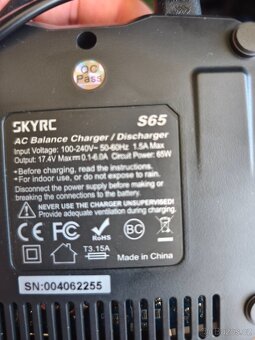 QC
Pass
SKYRC S65
AC Balance Charger / Discharger
Input Voltage: 100-240V~ 50-60Hz 1.5A Max
Output: 17.4V Max⎓ 0.1-6.0A Circuit Power: 65W
• Before charging, read the instructions.
• For indoor use, or do not expose to rain.
Disconnect the power supply before making or
breaking the connections to the battery.
NEVER USE THE CHARGER UNSUPERVISED!
Provide adequate ventilation during charging.
CE FC RoHS BC
T3.15A Made in China
SN:004062255